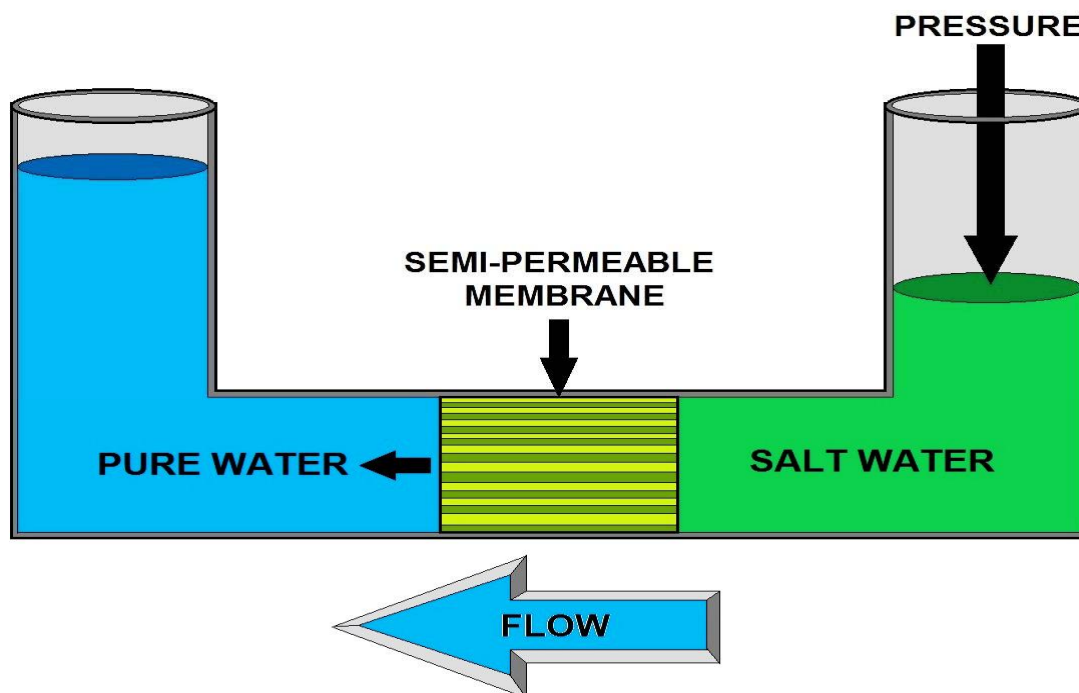 PRESSURE
SEMI-PERMEABLE
MEMBRANE
PURE WATER
SALT WATER
FLOW